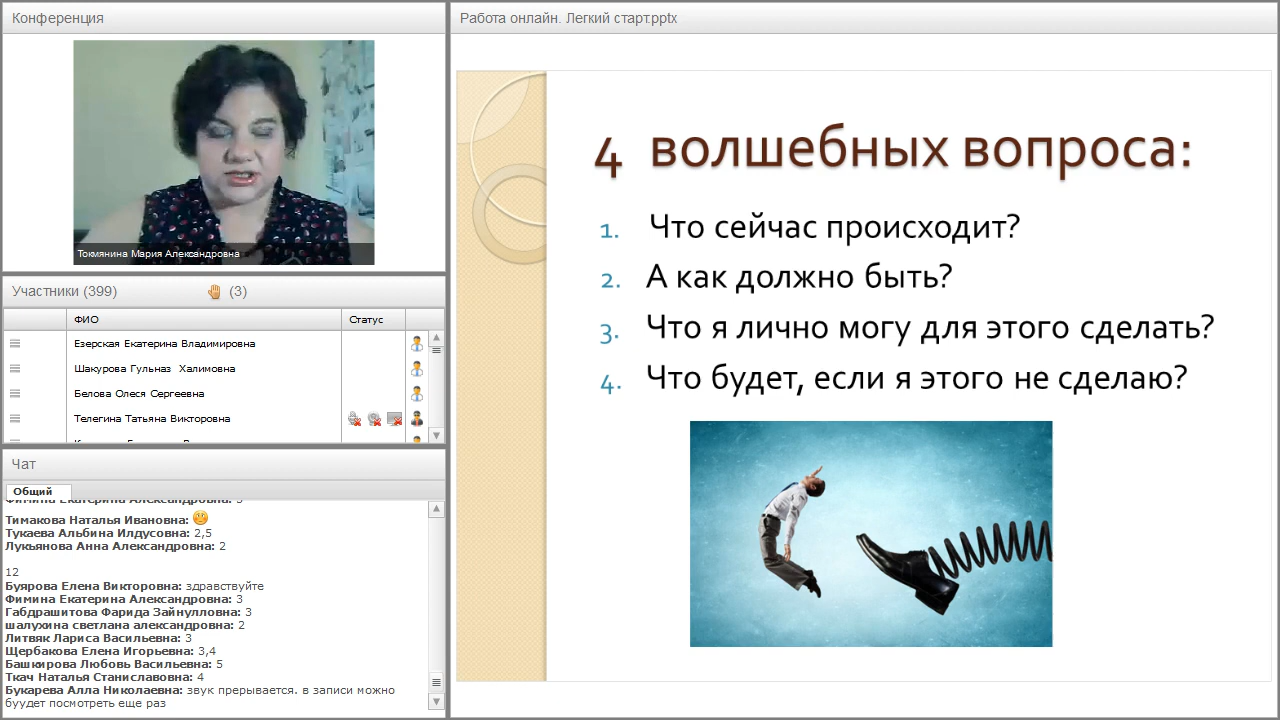 Конференция
Токмянина Мария Александровна
Участники (399) (3)
ФИО Статус
Езерская Екатерина Владимировна
Шакурова Гульназ Халимовна
Белова Олеся Сергеевна
Телегина Татьяна Викторовна
Чат
Общий
Фимина Екатерина Александровна: 3
Тимакова Наталья Ивановна:
Тукаева Альбина Илдусовна: 2,5
Лукьянова Анна Александровна: 2
12
Буярова Елена Викторовна: здравствуйте
Фимина Екатерина Александровна: 3
Габдрашитова Фарида Зайнулловна: 3
шалухина светлана александровна: 2
Литвяк Лариса Васильевна: 3
Щербакова Елена Игорьевна: 3,4
Башкирова Любовь Васильевна: 5
Ткач Наталья Станиславовна: 4
Букарева Алла Николаевна: звук прерывается. в записи можно
буудет посмотреть еще раз
Работа онлайн. Легкий старт.pptx
4 волшебных вопроса:
1. Что сейчас происходит?
2. А как должно быть?
3. Что я лично могу для этого сделать?
4. Что будет, если я этого не сделаю?